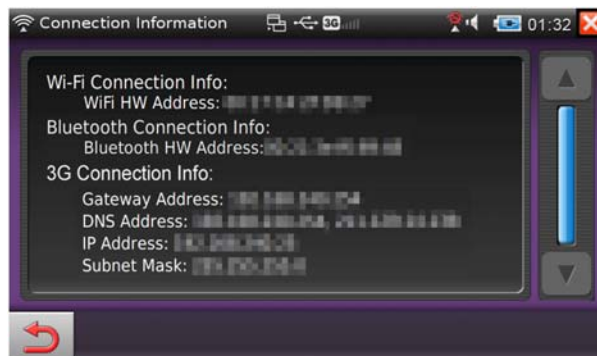 Connection Information 3G 01:32
Wi-Fi Connection Info:
WiFi HW Address:
Bluetooth Connection Info:
Bluetooth HW Address:
3G Connection Info:
Gateway Address:
DNS Address:
IP Address:
Subnet Mask: